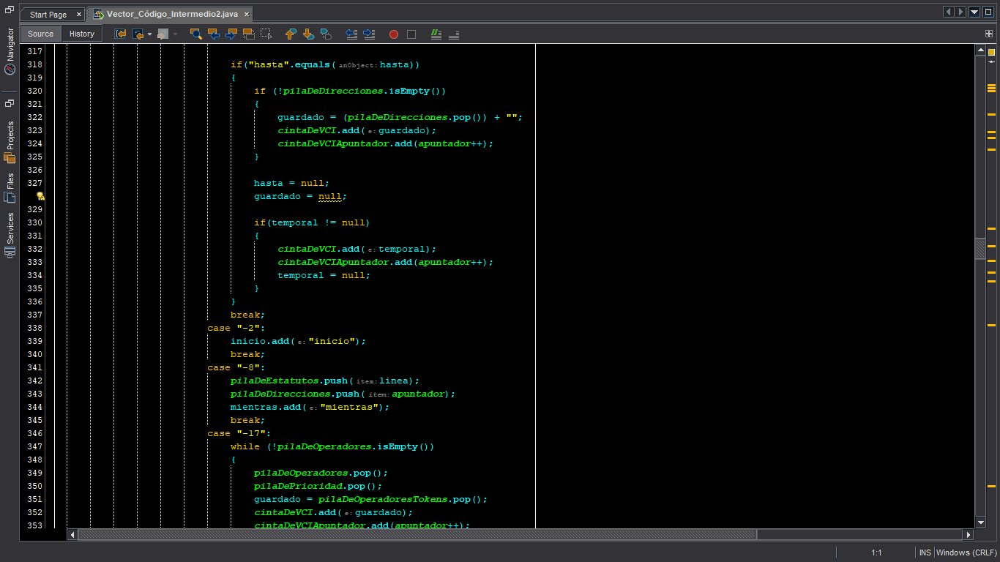 Start Page ×
Vector_Código_Intermedio2.java ×
Source History
Navigator
Projects
Files
Services
317
318 if("hasta".equals( anObject: hasta))
319 {
320 if (!pilaDeDirecciones.isEmpty())
321 {
322 guardado = (pilaDeDirecciones.pop()) + "";
323 cintaDeVCI.add( e: guardado);
324 cintaDeVCIApuntador.add(apuntador++);
325 }
326
327 hasta = null;
guardado = null;
329
330 if(temporal != null)
331 {
332 cintaDeVCI.add( e: temporal);
333 cintaDeVCIApuntador.add(apuntador++);
334 temporal = null;
335 }
336 }
337 break;
338 case "-2":
339 inicio.add( e: "inicio");
340 break;
341 case "-8":
342 pilaDeEstatutos.push( item: linea);
343 pilaDeDirecciones.push( item: apuntador);
344 mientras.add( e: "mientras");
345 break;
346 case "-17":
347 while (!pilaDeOperadores.isEmpty())
348 {
349 pilaDeOperadores.pop();
350 pilaDePrioridad.pop();
351 guardado = pilaDeOperadoresTokens.pop();
352 cintaDeVCI.add( e: guardado);
353 cintaDeVCIApuntador.add(apuntador++);
1:1 INS Windows (CRLF)